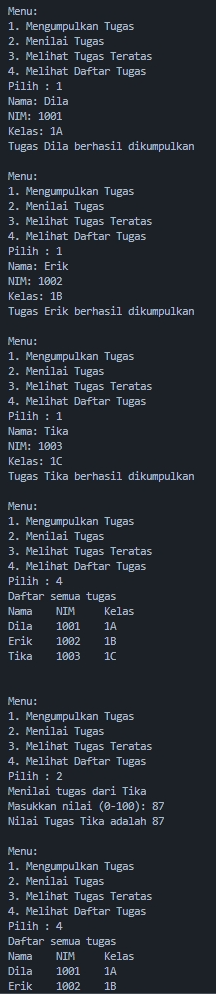 Menu:
1. Mengumpulkan Tugas
2. Menilai Tugas
3. Melihat Tugas Teratas
4. Melihat Daftar Tugas
Pilih : 1
Nama: Dila
NIM: 1001
Kelas: 1A
Tugas Dila berhasil dikumpulkan

Menu:
1. Mengumpulkan Tugas
2. Menilai Tugas
3. Melihat Tugas Teratas
4. Melihat Daftar Tugas
Pilih : 1
Nama: Erik
NIM: 1002
Kelas: 1B
Tugas Erik berhasil dikumpulkan

Menu:
1. Mengumpulkan Tugas
2. Menilai Tugas
3. Melihat Tugas Teratas
4. Melihat Daftar Tugas
Pilih : 1
Nama: Tika
NIM: 1003
Kelas: 1C
Tugas Tika berhasil dikumpulkan

Menu:
1. Mengumpulkan Tugas
2. Menilai Tugas
3. Melihat Tugas Teratas
4. Melihat Daftar Tugas
Pilih : 4
Daftar semua tugas
Nama    NIM     Kelas
Dila    1001    1A
Erik    1002    1B
Tika    1003    1C

Menu:
1. Mengumpulkan Tugas
2. Menilai Tugas
3. Melihat Tugas Teratas
4. Melihat Daftar Tugas
Pilih : 2
Menilai tugas dari Tika
Masukkan nilai (0-100): 87
Nilai Tugas Tika adalah 87

Menu:
1. Mengumpulkan Tugas
2. Menilai Tugas
3. Melihat Tugas Teratas
4. Melihat Daftar Tugas
Pilih : 4
Daftar semua tugas
Nama    NIM     Kelas
Dila    1001    1A
Erik    1002    1B